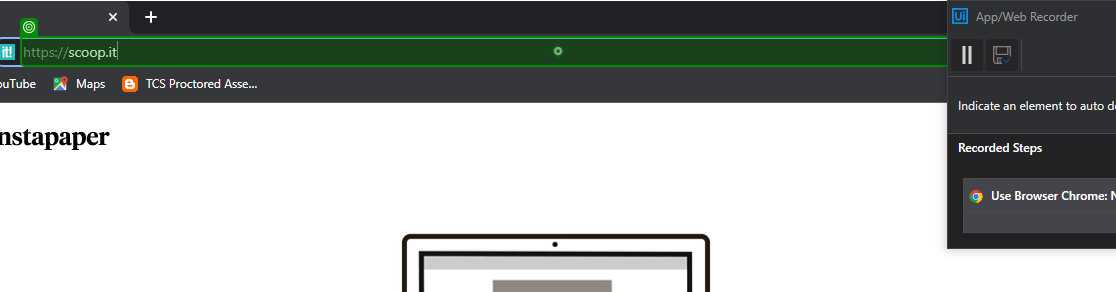 Ui App/Web Recorder
it! https://scoop.it
ouTube Maps TCS Proctored Asse...
Indicate an element to auto d
nstapaper
Recorded Steps
Use Browser Chrome: N